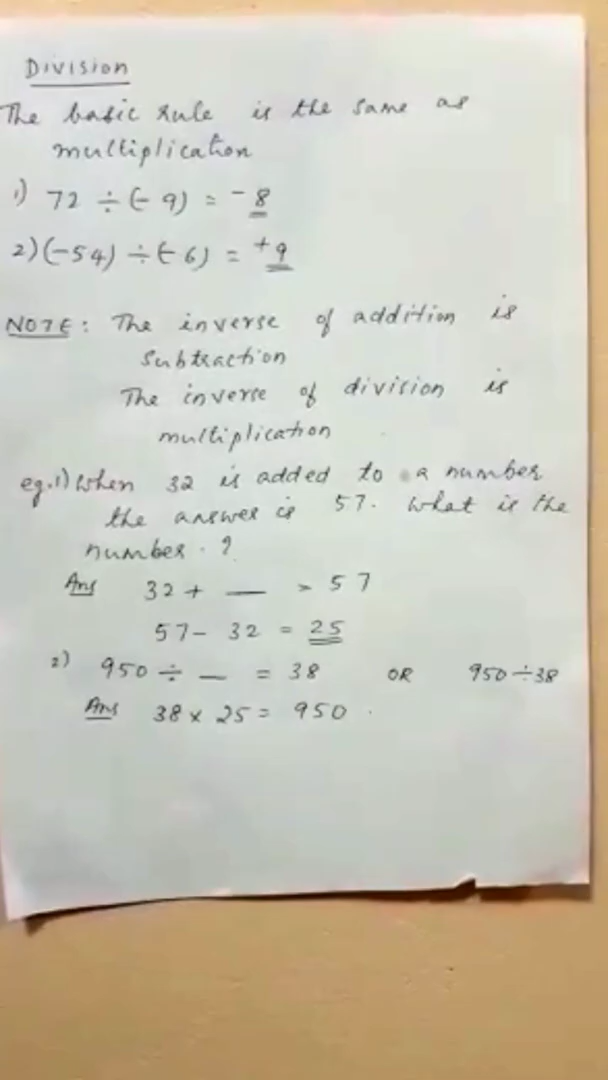 DIVISION
The basic rule is the same as
multiplication
1) 72 ÷ (- 9) = - 8
2) (-54) ÷ (- 6) = + 9
NOTE: The inverse of addition is
subtraction
The inverse of division is
multiplication
eg.1) When 32 is added to a number
the answer is 57. What is the
number. ?
Ans 32 + — = 57
57 - 32 = 25
2) 950 ÷ — = 38 OR 950 ÷ 38
Ans 38 x 25 = 950.